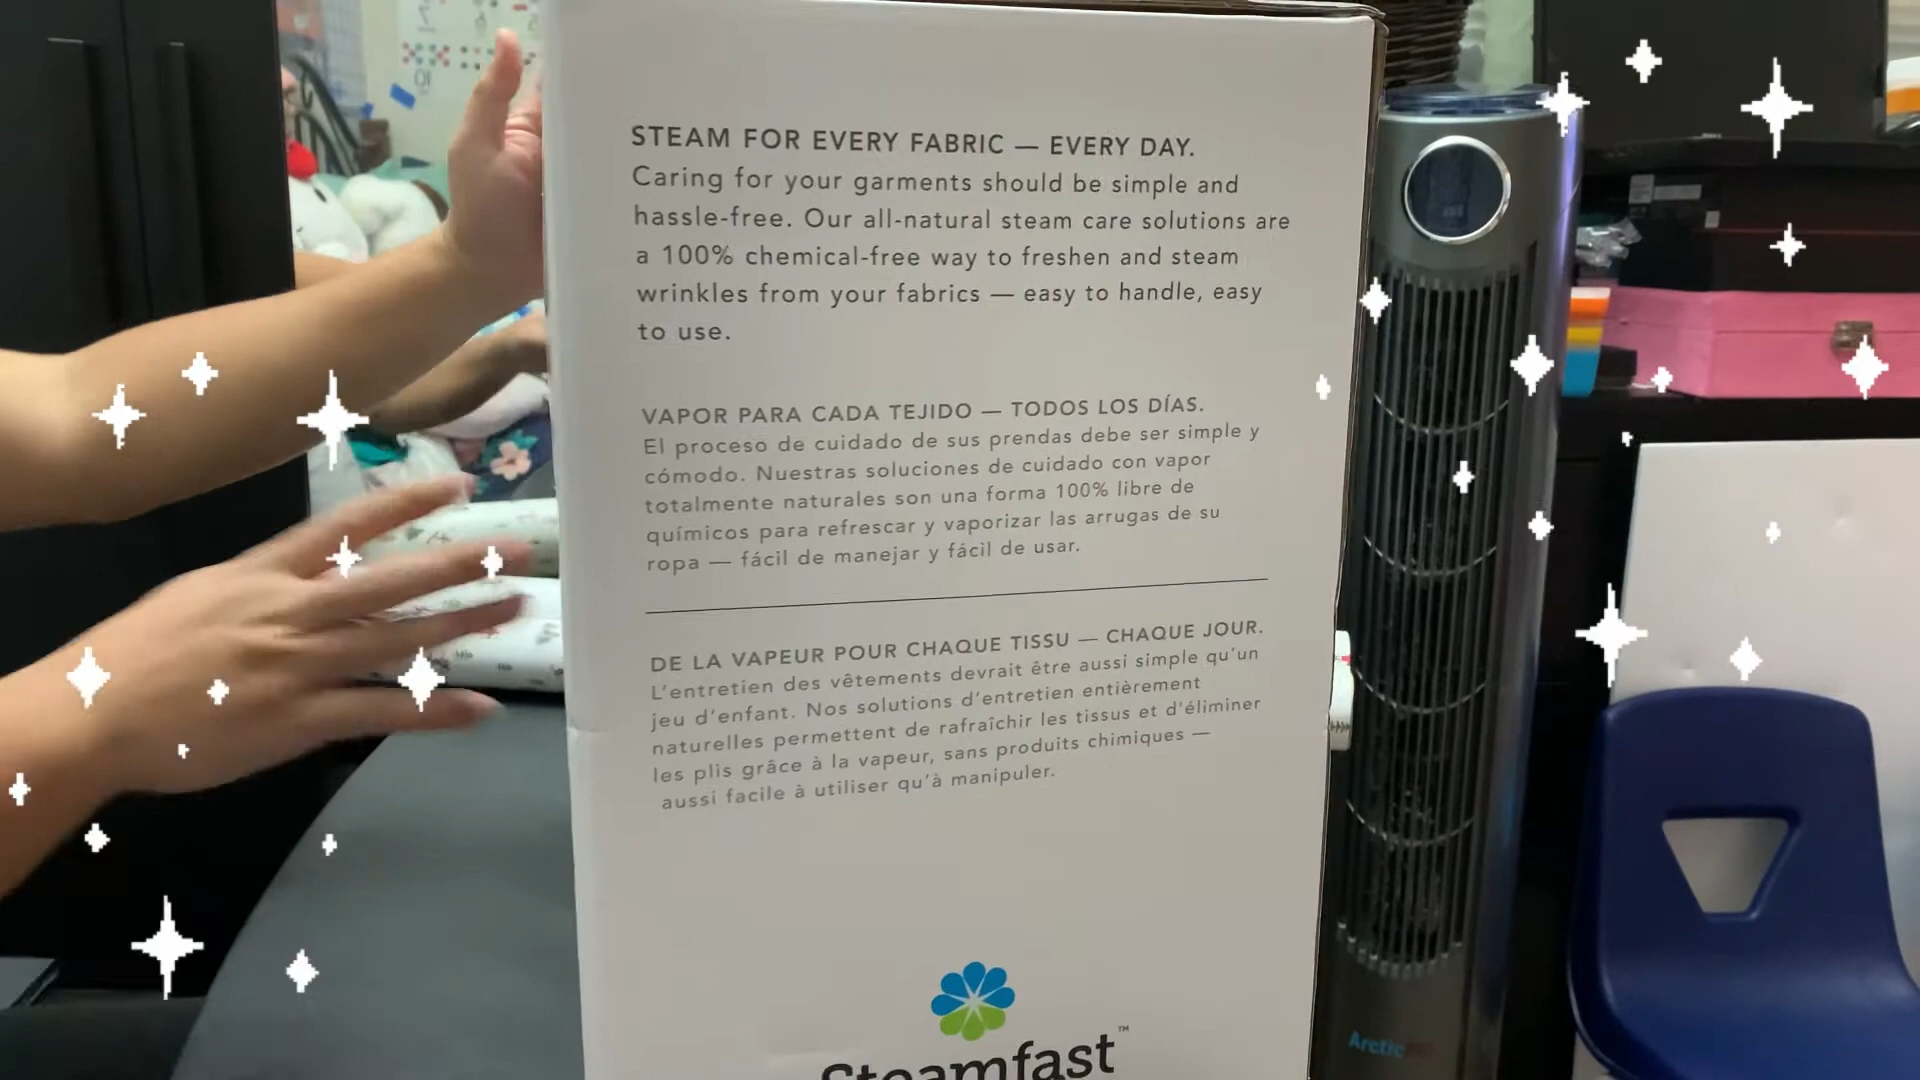 STEAM FOR EVERY FABRIC — EVERY DAY.
Caring for your garments should be simple and
hassle-free. Our all-natural steam care solutions are
a 100% chemical-free way to freshen and steam
wrinkles from your fabrics — easy to handle, easy
to use.
VAPOR PARA CADA TEJIDO — TODOS LOS DÍAS.
El proceso de cuidado de sus prendas debe ser simple y
cómodo. Nuestras soluciones de cuidado con vapor
totalmente naturales son una forma 100% libre de
químicos para refrescar y vaporizar las arrugas de su
ropa — fácil de manejar y fácil de usar.
DE LA VAPEUR POUR CHAQUE TISSU — CHAQUE JOUR.
L'entretien des vêtements devrait être aussi simple qu'un
jeu d'enfant. Nos solutions d'entretien entièrement
naturelles permettent de rafraîchir les tissus et d'éliminer
les plis grâce à la vapeur, sans produits chimiques —
aussi facile à utiliser qu'à manipuler.
Steamfast™
Arctic